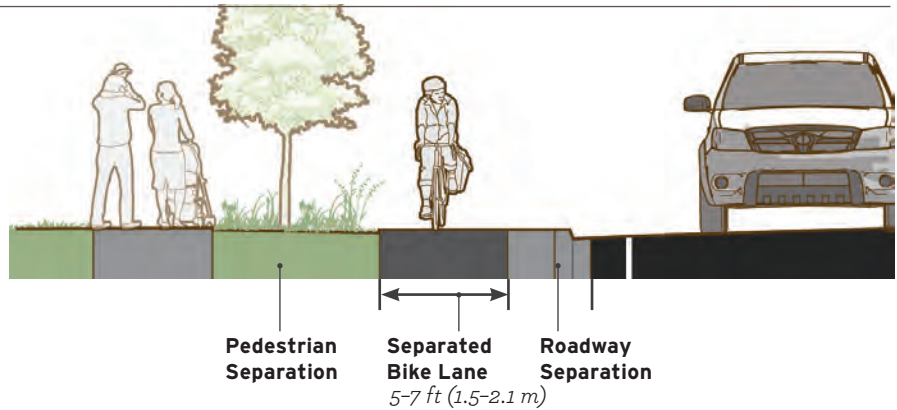 Pedestrian
Separation
Separated
Bike Lane
5–7 ft (1.5–2.1 m)
Roadway
Separation